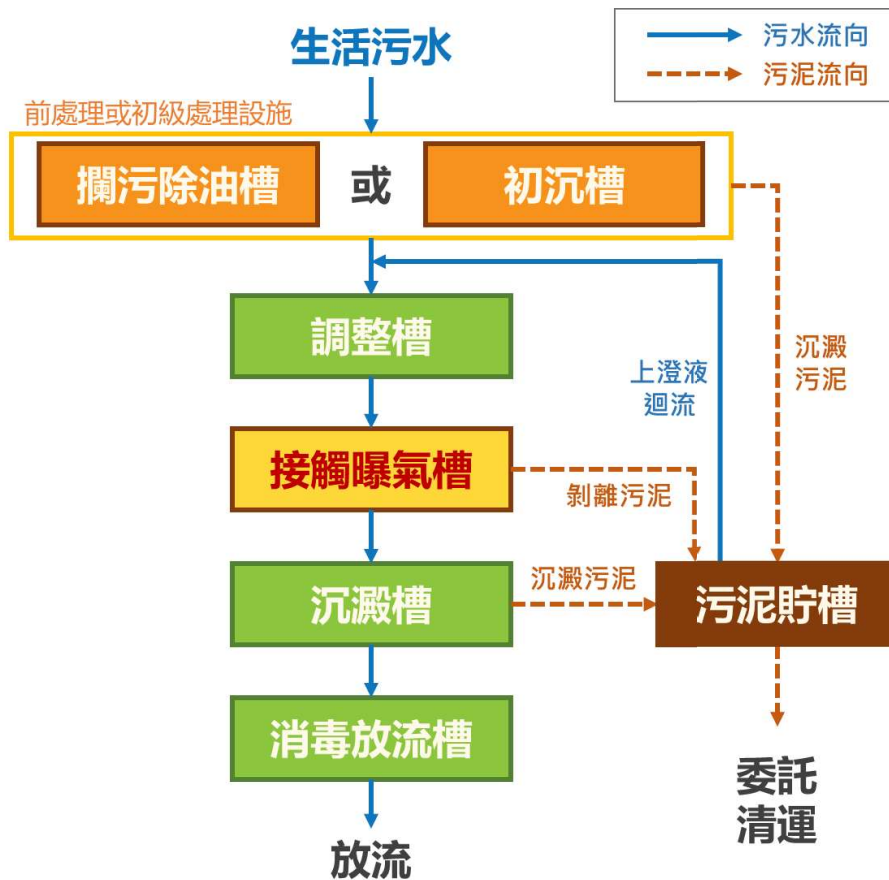 生活污水
污水流向
污泥流向
前處理或初級處理設施
攔污除油槽
或
初沉槽
調整槽
上澄液
迴流
沉澱
污泥
接觸曝氣槽
剝離污泥
沉澱槽
沉澱污泥
污泥貯槽
消毒放流槽
委託
清運
放流